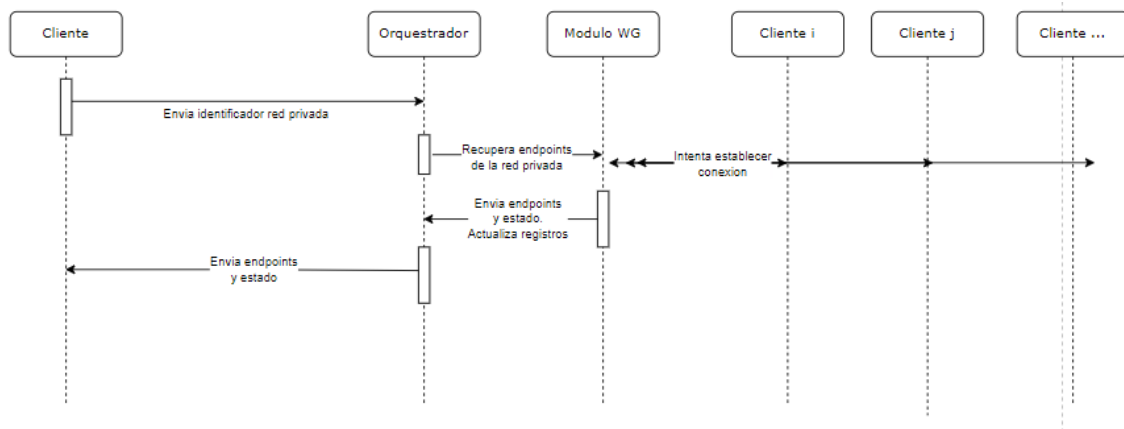 Cliente
Orquestrador
Modulo WG
Cliente i
Cliente j
Cliente ...
Envia identificador red privada
Recupera endpoints
de la red privada
Intenta establecer
conexion
Envia endpoints
y estado.
Actualiza registros
Envia endpoints
y estado